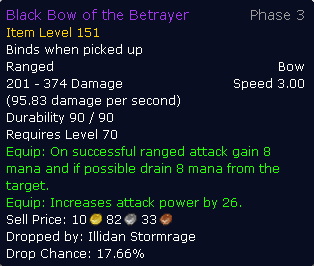 Black Bow of the Betrayer Phase 3
Item Level 151
Binds when picked up
Ranged Bow
201 - 374 Damage Speed 3.00
(95.83 damage per second)
Durability 90 / 90
Requires Level 70
Equip: On successful ranged attack gain 8
mana and if possible drain 8 mana from the
target.
Equip: Increases attack power by 26.
Sell Price: 10 82 33
Dropped by: Illidan Stormrage
Drop Chance: 17.66%